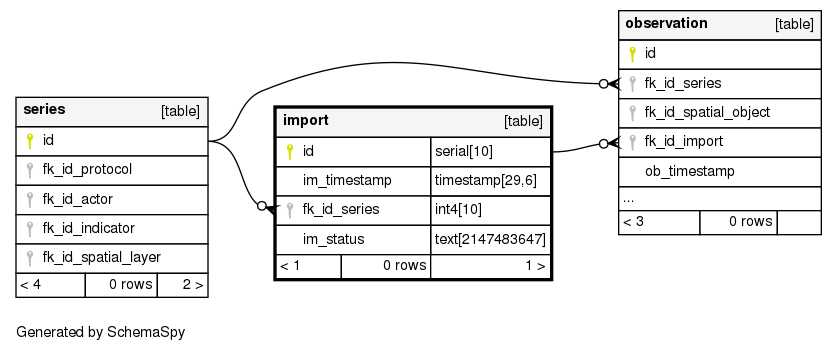 observation [table]
id
fk_id_series
fk_id_spatial_object
fk_id_import
ob_timestamp
...
< 3 0 rows
series [table]
id
fk_id_protocol
fk_id_actor
fk_id_indicator
fk_id_spatial_layer
< 4 0 rows 2 >
import [table]
id serial[10]
im_timestamp timestamp[29,6]
fk_id_series int4[10]
im_status text[2147483647]
< 1 0 rows 1 >
Generated by SchemaSpy